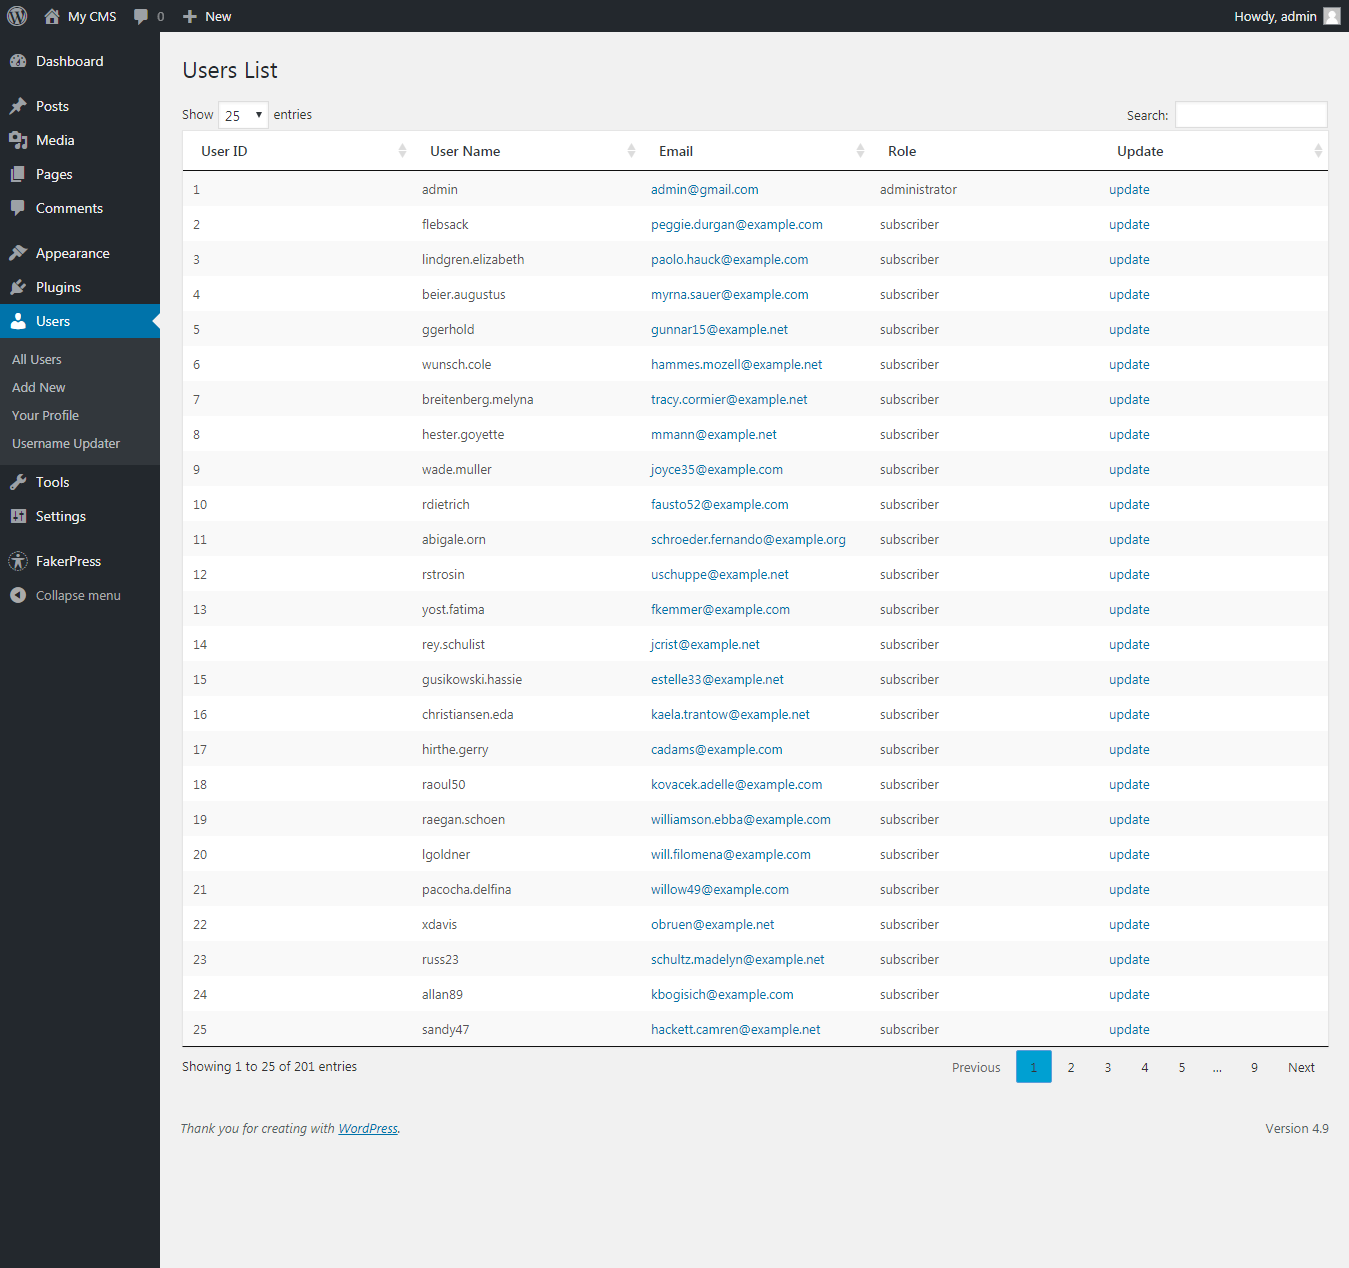 My CMS 0 New Howdy, admin
Dashboard
Posts
Media
Pages
Comments
Appearance
Plugins
Users
All Users
Add New
Your Profile
Username Updater
Tools
Settings
FakerPress
Collapse menu
Users List
Show 25 entries Search:
User ID User Name Email Role Update
1 admin admin@gmail.com administrator update
2 flebsack peggie.durgan@example.com subscriber update
3 lindgren.elizabeth paolo.hauck@example.com subscriber update
4 beier.augustus myrna.sauer@example.com subscriber update
5 ggerhold gunnar15@example.net subscriber update
6 wunsch.cole hammes.mozell@example.net subscriber update
7 breitenberg.melyna tracy.cormier@example.net subscriber update
8 hester.goyette mmann@example.net subscriber update
9 wade.muller joyce35@example.com subscriber update
10 rdietrich fausto52@example.com subscriber update
11 abigale.orn schroeder.fernando@example.org subscriber update
12 rstrosin uschuppe@example.net subscriber update
13 yost.fatima fkemmer@example.com subscriber update
14 rey.schulist jcrist@example.net subscriber update
15 gusikowski.hassie estelle33@example.net subscriber update
16 christiansen.eda kaela.trantow@example.net subscriber update
17 hirthe.gerry cadams@example.com subscriber update
18 raoul50 kovacek.adelle@example.com subscriber update
19 raegan.schoen williamson.ebba@example.com subscriber update
20 lgoldner will.filomena@example.com subscriber update
21 pacocha.delfina willow49@example.com subscriber update
22 xdavis obruen@example.net subscriber update
23 russ23 schultz.madelyn@example.net subscriber update
24 allan89 kbogisich@example.com subscriber update
25 sandy47 hackett.camren@example.net subscriber update
Showing 1 to 25 of 201 entries Previous 1 2 3 4 5 ... 9 Next
Thank you for creating with WordPress. Version 4.9